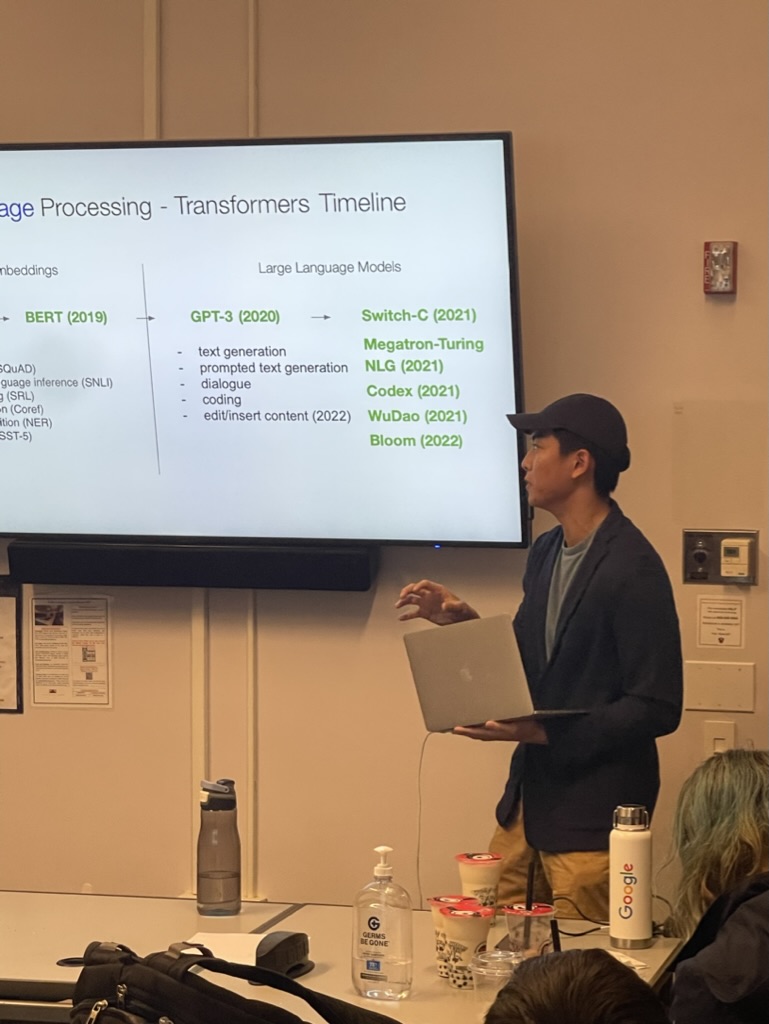 age Processing - Transformers Timeline
mbeddings
Large Language Models
BERT (2019)
GPT-3 (2020)
Switch-C (2021)
Megatron-Turing
NLG (2021)
Codex (2021)
WuDao (2021)
Bloom (2022)
- text generation
- prompted text generation
- dialogue
- coding
- edit/insert content (2022)
SQuAD)
guage inference (SNLI)
g (SRL)
n (Coref)
ition (NER)
SST-5)
GERMS
BE GONE
Google